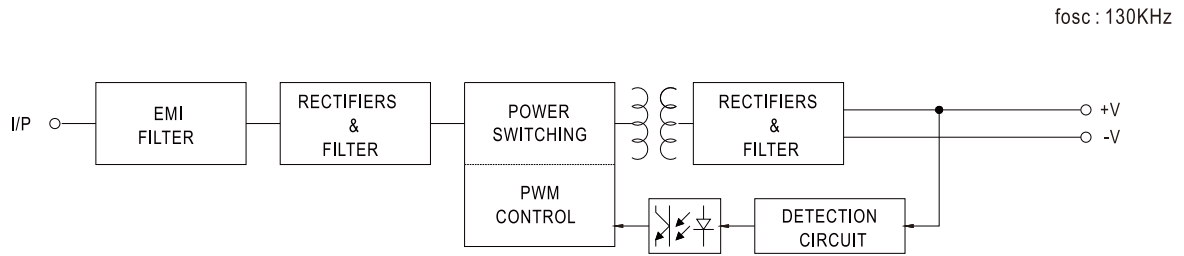 fosc : 130KHz
I/P
EMI
FILTER
RECTIFIERS
&
FILTER
POWER
SWITCHING
PWM
CONTROL
RECTIFIERS
&
FILTER
+V
-V
DETECTION
CIRCUIT